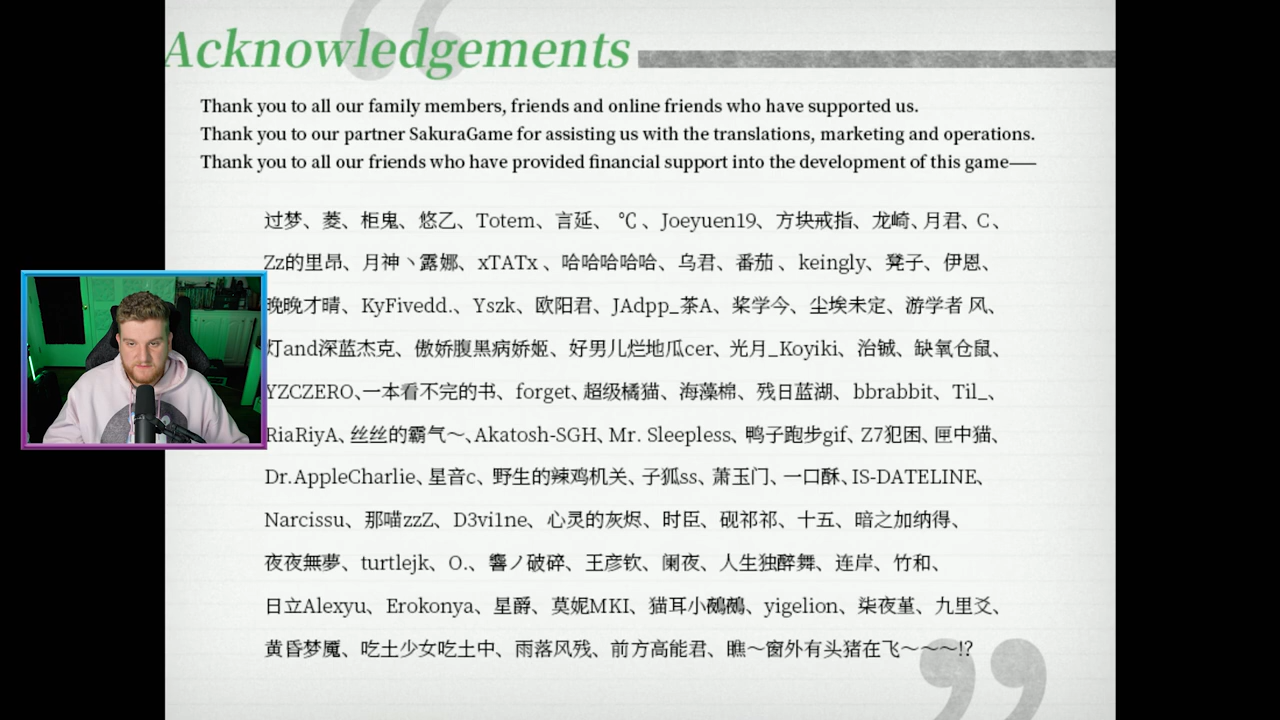 Acknowledgements
Thank you to all our family members, friends and online friends who have supported us.
Thank you to our partner SakuraGame for assisting us with the translations, marketing and operations.
Thank you to all our friends who have provided financial support into the development of this game——
过梦、菱、柜鬼、悠乙、Totem、言延、℃、Joeyuen19、方块戒指、龙崎、月君、C、
Zz的里昂、月神丶露娜、xTATx、哈哈哈哈哈、乌君、番茄、keingly、凳子、伊恩、
晚晚才晴、KyFivedd.、Yszk、欧阳君、JAdpp_茶A、桨学今、尘埃未定、游学者 风、
灯and深蓝杰克、傲娇腹黑病娇姬、好男儿烂地瓜cer、光月_Koyiki、治铖、缺氧仓鼠、
YZCZERO、一本看不完的书、forget、超级橘猫、海藻棉、残日蓝湖、bbrabbit、Til_、
RiaRiyA、丝丝的霸气～、Akatosh-SGH、Mr. Sleepless、鸭子跑步gif、Z7犯困、匣中猫、
Dr.AppleCharlie、星音c、野生的辣鸡机关、子狐ss、萧玉门、一口酥、IS-DATELINE、
Narcissu、那喵zzZ、D3vi1ne、心灵的灰烬、时臣、砚祁祁、十五、暗之加纳得、
夜夜無夢、turtlejk、O.、響ノ破碎、王彦钦、阑夜、人生独醉舞、连岸、竹和、
日立Alexyu、Erokonya、星爵、莫妮MKI、猫耳小鹬鹬、yigelion、柒夜堇、九里爻、
黄昏梦魇、吃土少女吃土中、雨落风残、前方高能君、瞧～窗外有头猪在飞～～～!?